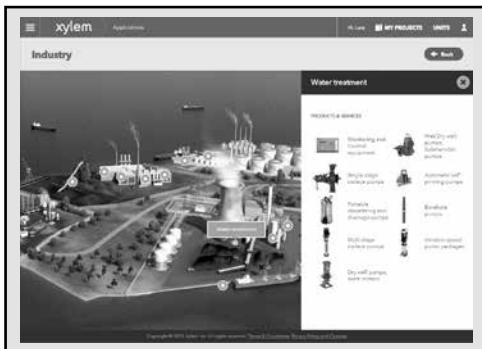 xylem Applications
Hi, Lana MY PROJECTS UNITS
Industry
Back
Water treatment
PRODUCTS & SERVICES
Monitoring and
control
equipment
Wet/Dry well
pumps,
Submersible
pumps
Single stage
surface pumps
Automatic self
priming pumps
Portable
dewatering and
drainage pumps
Borehole
pumps
Multi stage
surface pumps
Variable speed
pump packages
Dry well pumps,